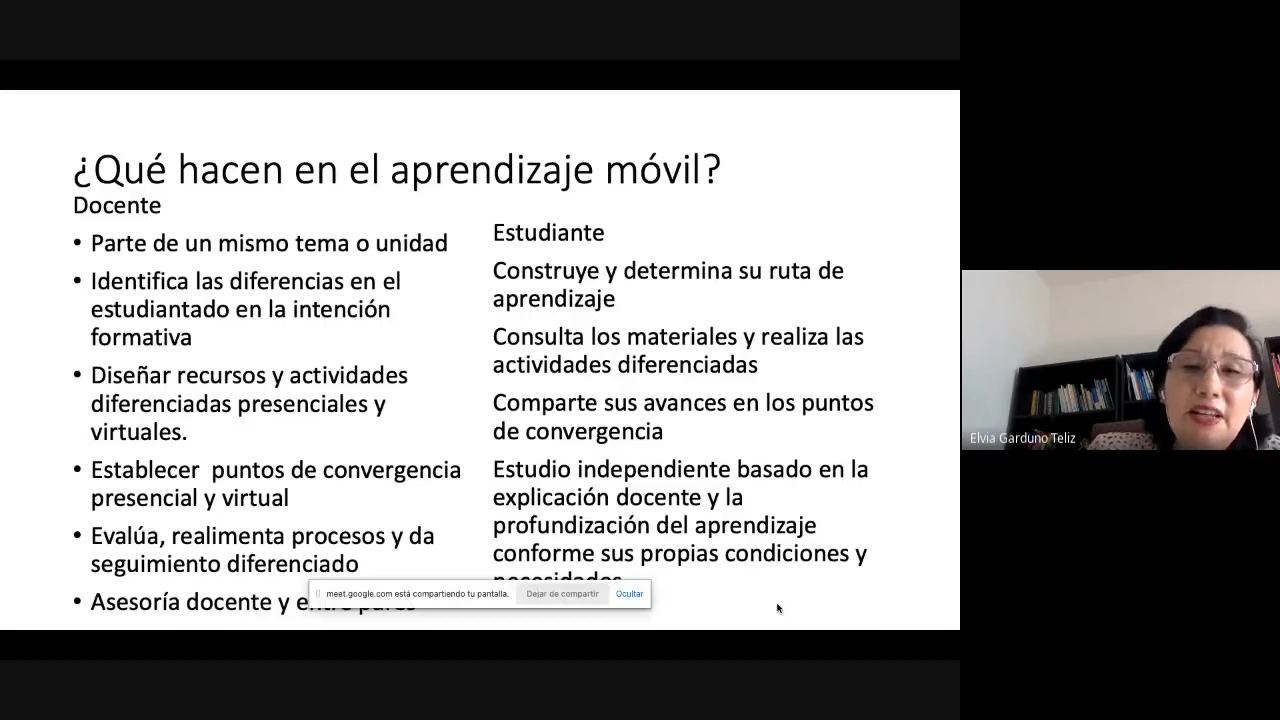 ¿Qué hacen en el aprendizaje móvil?
Docente
• Parte de un mismo tema o unidad
• Identifica las diferencias en el
estudiantado en la intención
formativa
• Diseñar recursos y actividades
diferenciadas presenciales y
virtuales.
• Establecer puntos de convergencia
presencial y virtual
• Evalúa, realimenta procesos y da
seguimiento diferenciado
• Asesoría docente y entre pares
Estudiante
Construye y determina su ruta de
aprendizaje
Consulta los materiales y realiza las
actividades diferenciadas
Comparte sus avances en los puntos
de convergencia
Estudio independiente basado en la
explicación docente y la
profundización del aprendizaje
conforme sus propias condiciones y
necesidades
meet.google.com está compartiendo tu pantalla.
Dejar de compartir
Ocultar
Elvia Garduno Teliz